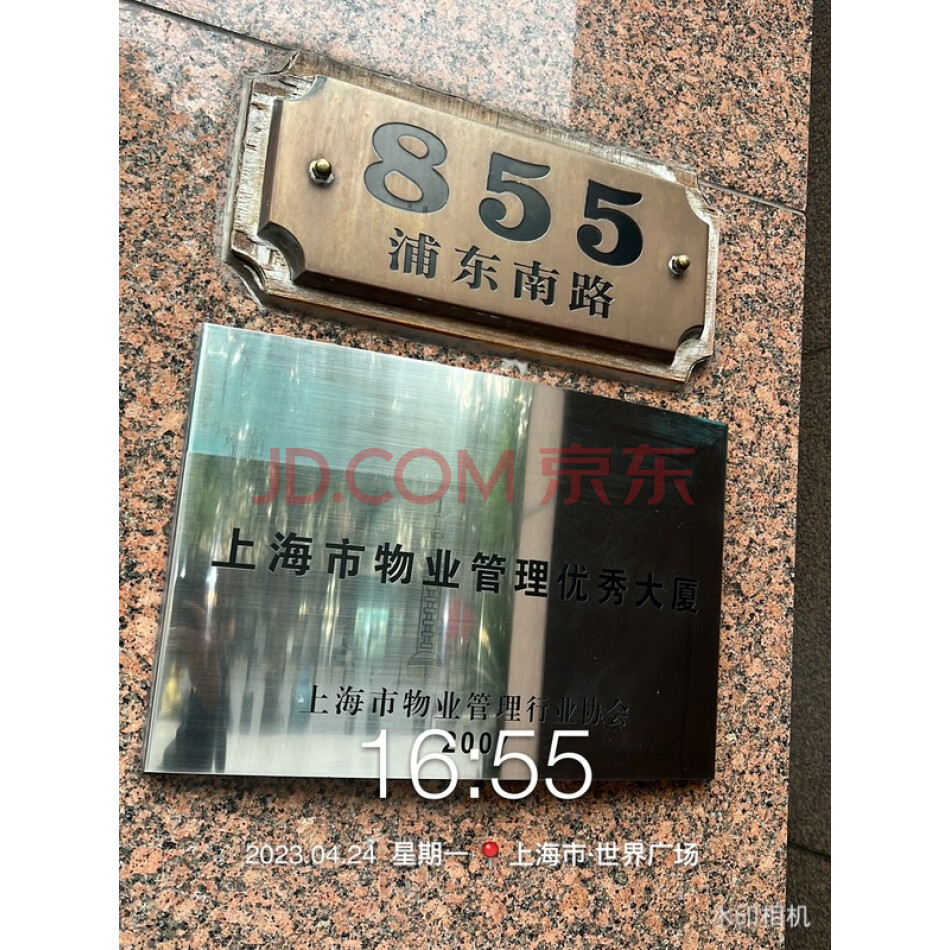 855
浦东南路
JD.COM 京东
上海市物业管理优秀大厦
上海市物业管理行业协会
16:55
2023.04.24 星期一 上海市·世界广场
水印相机